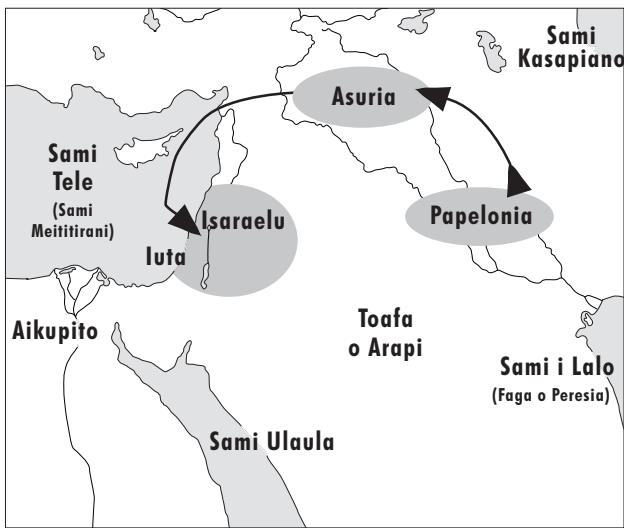 Sami
Kasapiano
Asuria
Sami
Tele
(Sami
Meititirani)
Isaraelu
Papelonia
Iuta
Aikupito
Toafa
o Arapi
Sami i Lalo
(Faga o Peresia)
Sami Ulaula